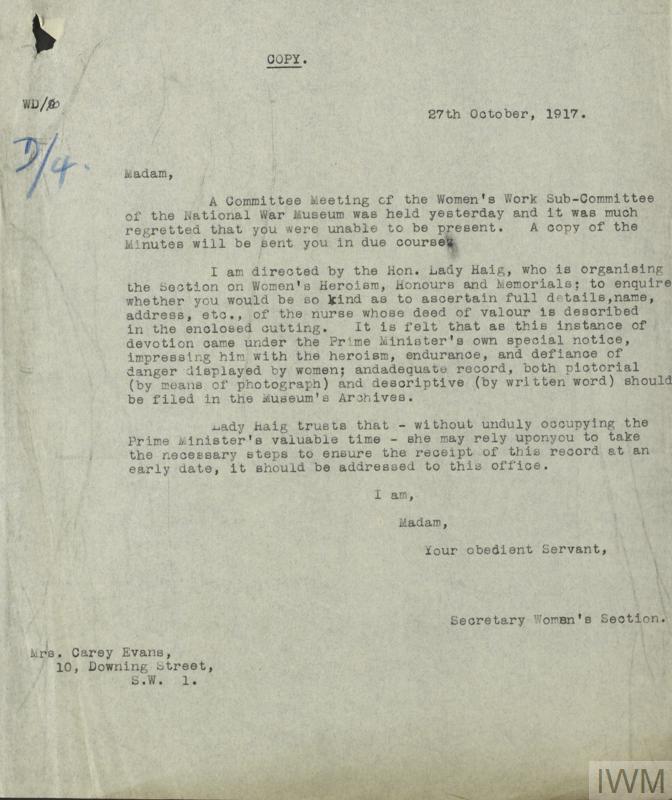 COPY.
WD/
27th October, 1917.
D/4.
Madam,
A Committee Meeting of the Women's Work Sub-Committee
of the National War Museum was held yesterday and it was much
regretted that you were unable to be present. A copy of the
Minutes will be sent you in due course.
I am directed by the Hon. Lady Haig, who is organising
the Section on Women's Heroism, Honours and Memorials; to enquire
whether you would be so kind as to ascertain full details,name,
address, etc., of the nurse whose deed of valour is described
in the enclosed cutting. It is felt that as this instance of
devotion came under the Prime Minister's own special notice,
impressing him with the heroism, endurance, and defiance of
danger displayed by women; andadequate record, both pictorial
(by means of photograph) and descriptive (by written word) should
be filed in the Museum's Archives.
Lady Haig trusts that - without unduly occupying the
Prime Minister's valuable time - she may rely uponyou to take
the necessary steps to ensure the receipt of this record at an
early date, it should be addressed to this office.
I am,
Madam,
Your obedient Servant,
Secretary Women's Section.
Mrs. Carey Evans,
10, Downing Street,
S.W. 1.
IWM